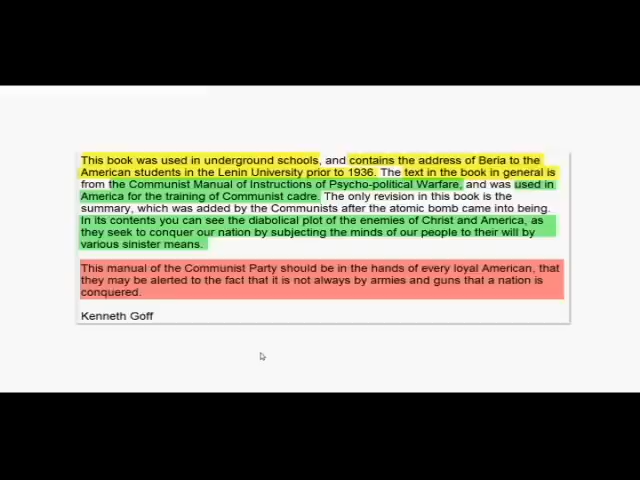 This book was used in underground schools, and contains the address of Beria to the
American students in the Lenin University prior to 1936. The text in the book in general is
from the Communist Manual of Instructions of Psycho-political Warfare, and was used in
America for the training of Communist cadre. The only revision in this book is the
summary, which was added by the Communists after the atomic bomb came into being.
In its contents you can see the diabolical plot of the enemies of Christ and America, as
they seek to conquer our nation by subjecting the minds of our people to their will by
various sinister means.
This manual of the Communist Party should be in the hands of every loyal American, that
they may be alerted to the fact that it is not always by armies and guns that a nation is
conquered.
Kenneth Goff